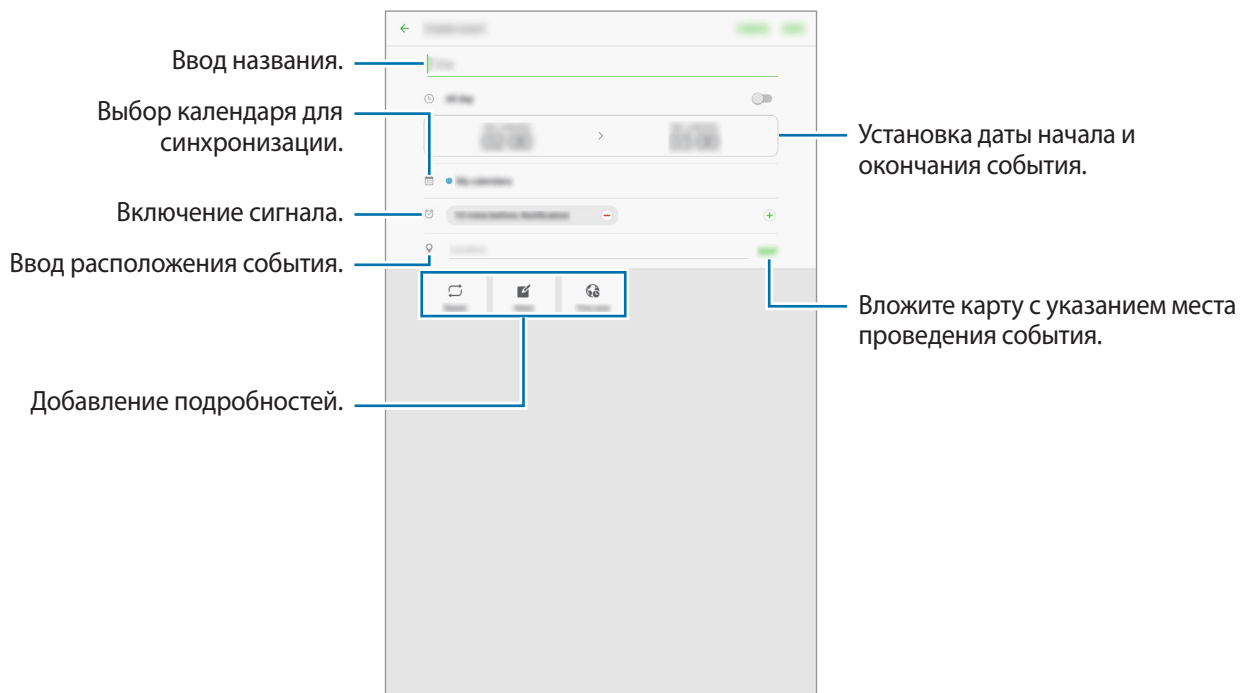 Ввод названия.
Выбор календаря для
синхронизации.
Включение сигнала.
Ввод расположения события.
Добавление подробностей.
Установка даты начала и
окончания события.
Вложите карту с указанием места
проведения события.